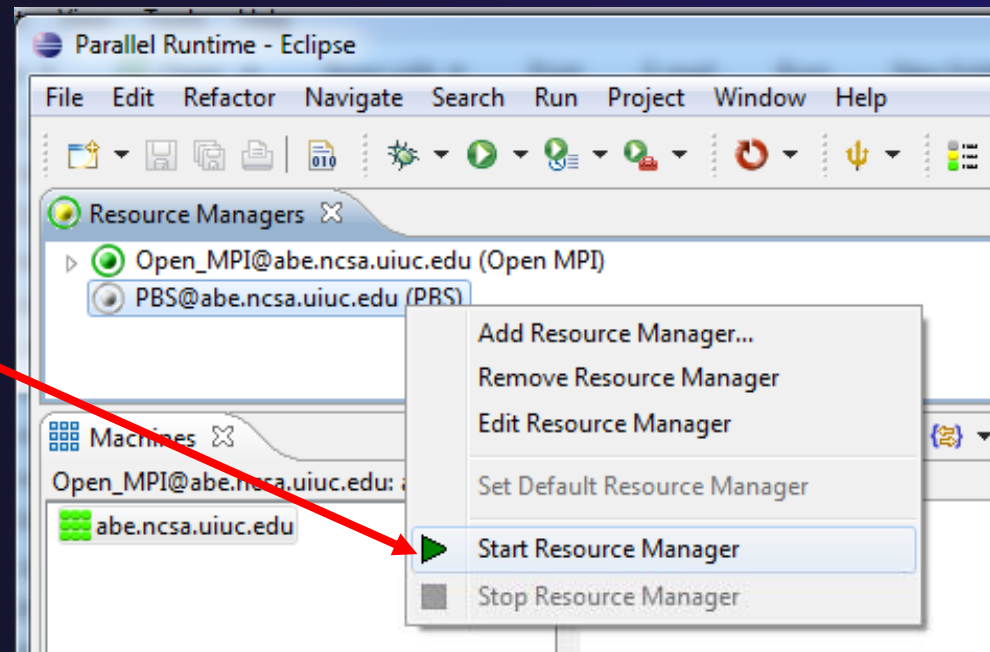 Parallel Runtime - Eclipse
File Edit Refactor Navigate Search Run Project Window Help
010
Resource Managers
Open_MPI@abe.ncsa.uiuc.edu (Open MPI)
PBS@abe.ncsa.uiuc.edu (PBS)
Add Resource Manager...
Remove Resource Manager
Edit Resource Manager
Set Default Resource Manager
Start Resource Manager
Stop Resource Manager
Machines
Open_MPI@abe.ncsa.uiuc.edu:
abe.ncsa.uiuc.edu